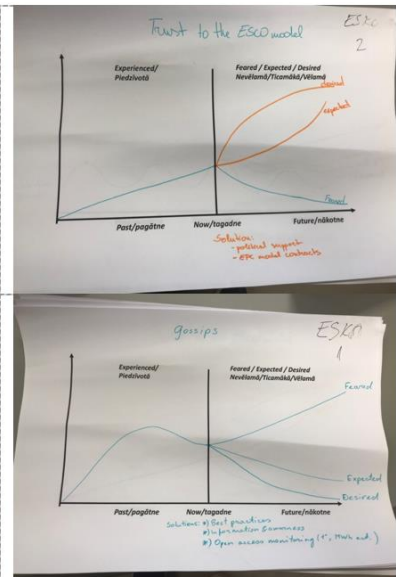 Trust to the ESCO model
ESKO
2
Experienced/
Piedzīvotā
Feared / Expected / Desired
Nevēlamā/Ticamākā/Vēlamā
desired
expected
Feared
Past/pagātne
Now/tagadne
Future/nākotne
Solution:
- political support
- EPC model contracts
gossips
ESKO
1
Experienced/
Piedzīvotā
Feared / Expected / Desired
Nevēlamā/Ticamākā/Vēlamā
Feared
Expected
Desired
Past/pagātne
Now/tagadne
Future/nākotne
Solutions: *) Best practices
*) Information & awareness
*) Open access monitoring